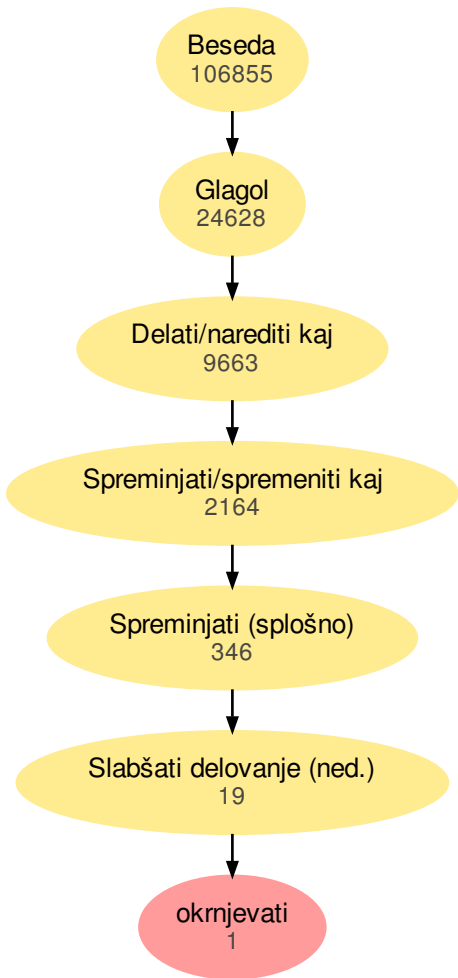 Beseda
106855
Glagol
24628
Delati/narediti kaj
9663
Spreminjati/spremeniti kaj
2164
Spreminjati (splošno)
346
Slabšati delovanje (ned.)
19
okrnjevati
1